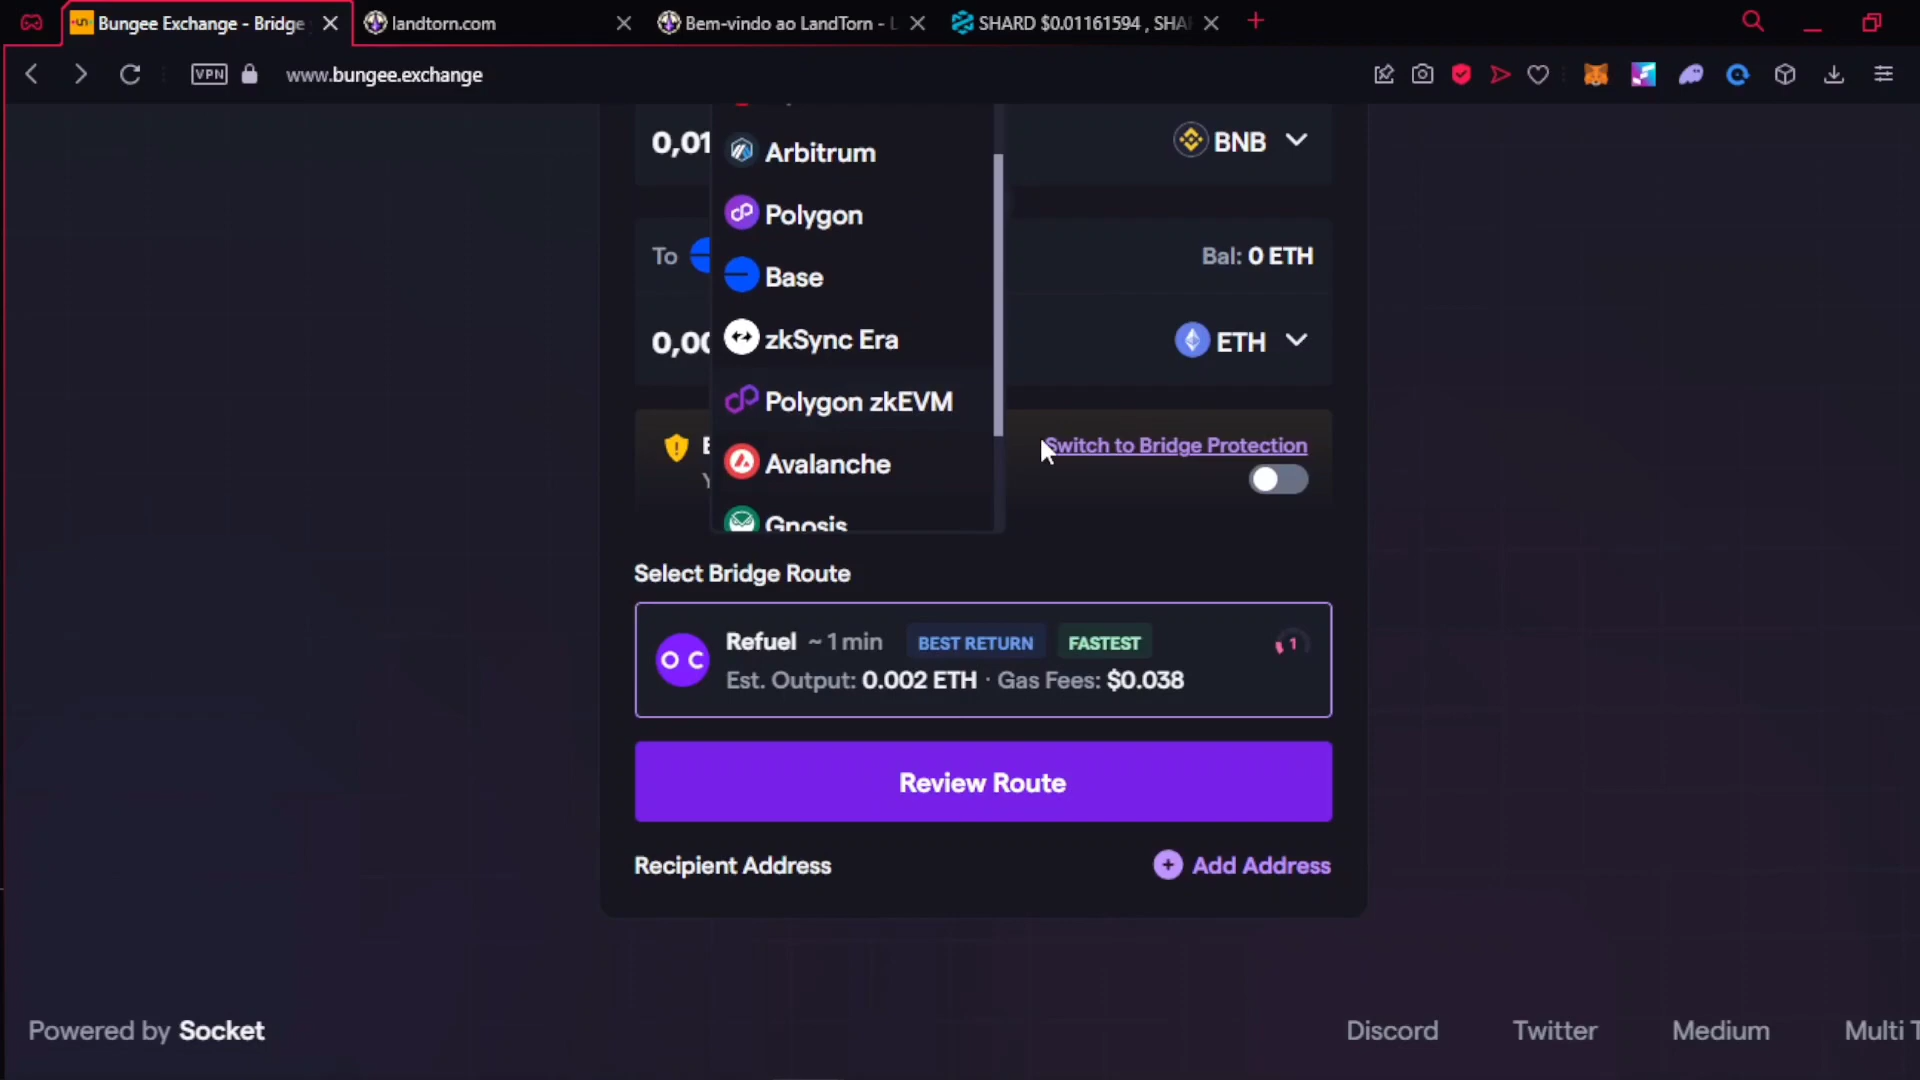 Bungee Exchange - Bridge
landtorn.com
Bem-vindo ao LandTorn - L
SHARD $0.01161594 , SHA
VPN
www.bungee.exchange
0,01
BNB
Arbitrum
Polygon
To
Bal: 0 ETH
Base
0,00
ETH
zkSync Era
Polygon zkEVM
Switch to Bridge Protection
Avalanche
Gnosis
Select Bridge Route
Refuel ~ 1 min BEST RETURN FASTEST
1
Est. Output: 0.002 ETH · Gas Fees: $0.038
Review Route
Recipient Address
+ Add Address
Powered by Socket
Discord
Twitter
Medium
Multi T